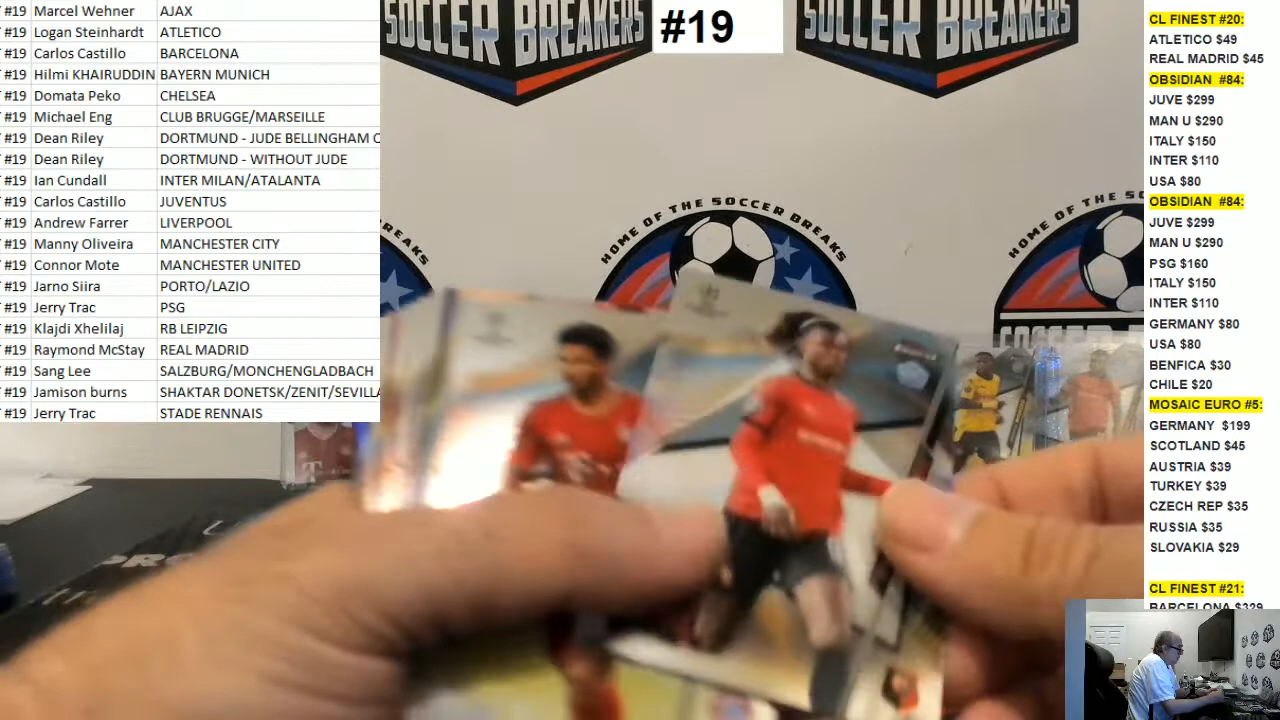 #19 Marcel Wehner AJAX
#19 Logan Steinhardt ATLETICO
#19 Carlos Castillo BARCELONA
#19 Hilmi KHAIRUDDIN BAYERN MUNICH
#19 Domata Peko CHELSEA
#19 Michael Eng CLUB BRUGGE/MARSEILLE
#19 Dean Riley DORTMUND - JUDE BELLINGHAM
#19 Dean Riley DORTMUND - WITHOUT JUDE
#19 Ian Cundall INTER MILAN/ATALANTA
#19 Carlos Castillo JUVENTUS
#19 Andrew Farrer LIVERPOOL
#19 Manny Oliveira MANCHESTER CITY
#19 Connor Mote MANCHESTER UNITED
#19 Jarno Siira PORTO/LAZIO
#19 Jerry Trac PSG
#19 Klajdi Xhelilaj RB LEIPZIG
#19 Raymond McStay REAL MADRID
#19 Sang Lee SALZBURG/MONCHENGLADBACH
#19 Jamison burns SHAKTAR DONETSK/ZENIT/SEVILLA
#19 Jerry Trac STADE RENNAIS
SOCCER BREAKERS
#19
SOCCER BREAKERS
HOME OF THE SOCCER BREAKS
HOME OF THE S
REAKS
CL FINEST #20:
ATLETICO $49
REAL MADRID $45
OBSIDIAN #84:
JUVE $299
MAN U $290
ITALY $150
INTER $110
USA $80
OBSIDIAN #84:
JUVE $299
MAN U $290
PSG $160
ITALY $150
INTER $110
GERMANY $80
USA $80
BENFICA $30
CHILE $20
MOSAIC EURO #5:
GERMANY $199
SCOTLAND $45
AUSTRIA $39
TURKEY $39
CZECH REP $35
RUSSIA $35
SLOVAKIA $29
CL FINEST #21:
BARCELONA $329